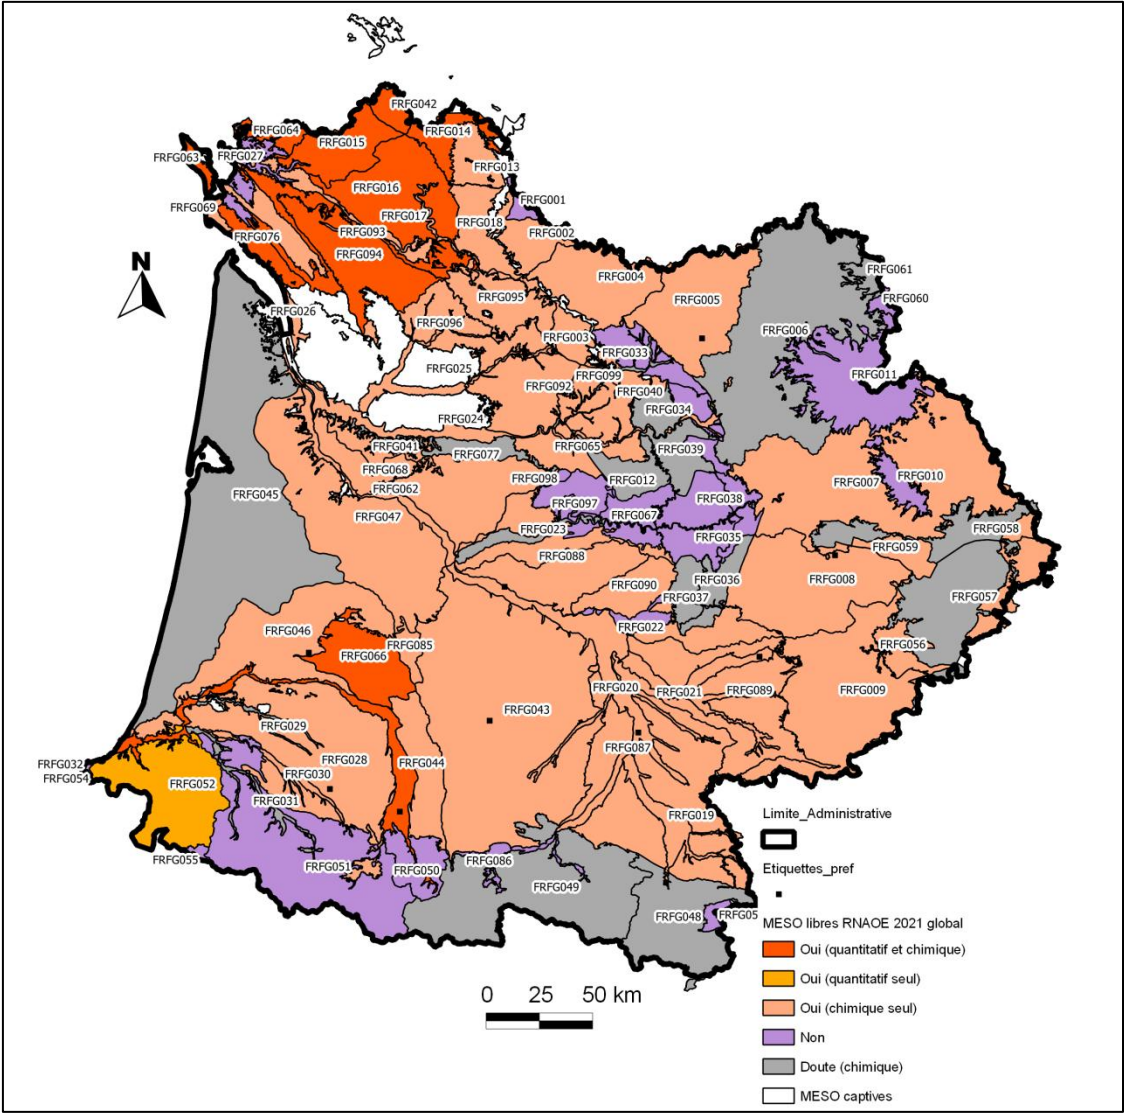 FRFG042
FRFG064
FRFG014
FRFG015
FRFG063
FRFG027
FRFG013
FRFG016
FRFG001
FRFG069
FRFG017
FRFG018
FRFG093
FRFG002
FRFG076
FRFG094
N
FRFG004
FRFG061
FRFG095
FRFG005
FRFG060
FRFG026
FRFG096
FRFG003
FRFG006
FRFG033
FRFG025
FRFG099
FRFG011
FRFG092
FRFG040
FRFG034
FRFG024
FRFG041
FRFG077
FRFG065
FRFG039
FRFG068
FRFG098
FRFG012
FRFG007
FRFG010
FRFG062
FRFG045
FRFG097
FRFG038
FRFG047
FRFG067
FRFG023
FRFG035
FRFG058
FRFG088
FRFG059
FRFG090
FRFG036
FRFG008
FRFG037
FRFG057
FRFG022
FRFG046
FRFG085
FRFG056
FRFG066
FRFG020
FRFG021
FRFG089
FRFG009
FRFG043
FRFG029
FRFG087
FRFG028
FRFG044
FRFG032
FRFG054
FRFG052
FRFG030
FRFG031
FRFG019
Limite_Administrative
FRFG055
FRFG051
FRFG050
FRFG086
FRFG049
Etiquettes_pref
FRFG048
FRFG05
MESO libres RNAOE 2021 global
Oui (quantitatif et chimique)
Oui (quantitatif seul)
0 25 50 km
Oui (chimique seul)
Non
Doute (chimique)
MESO captives